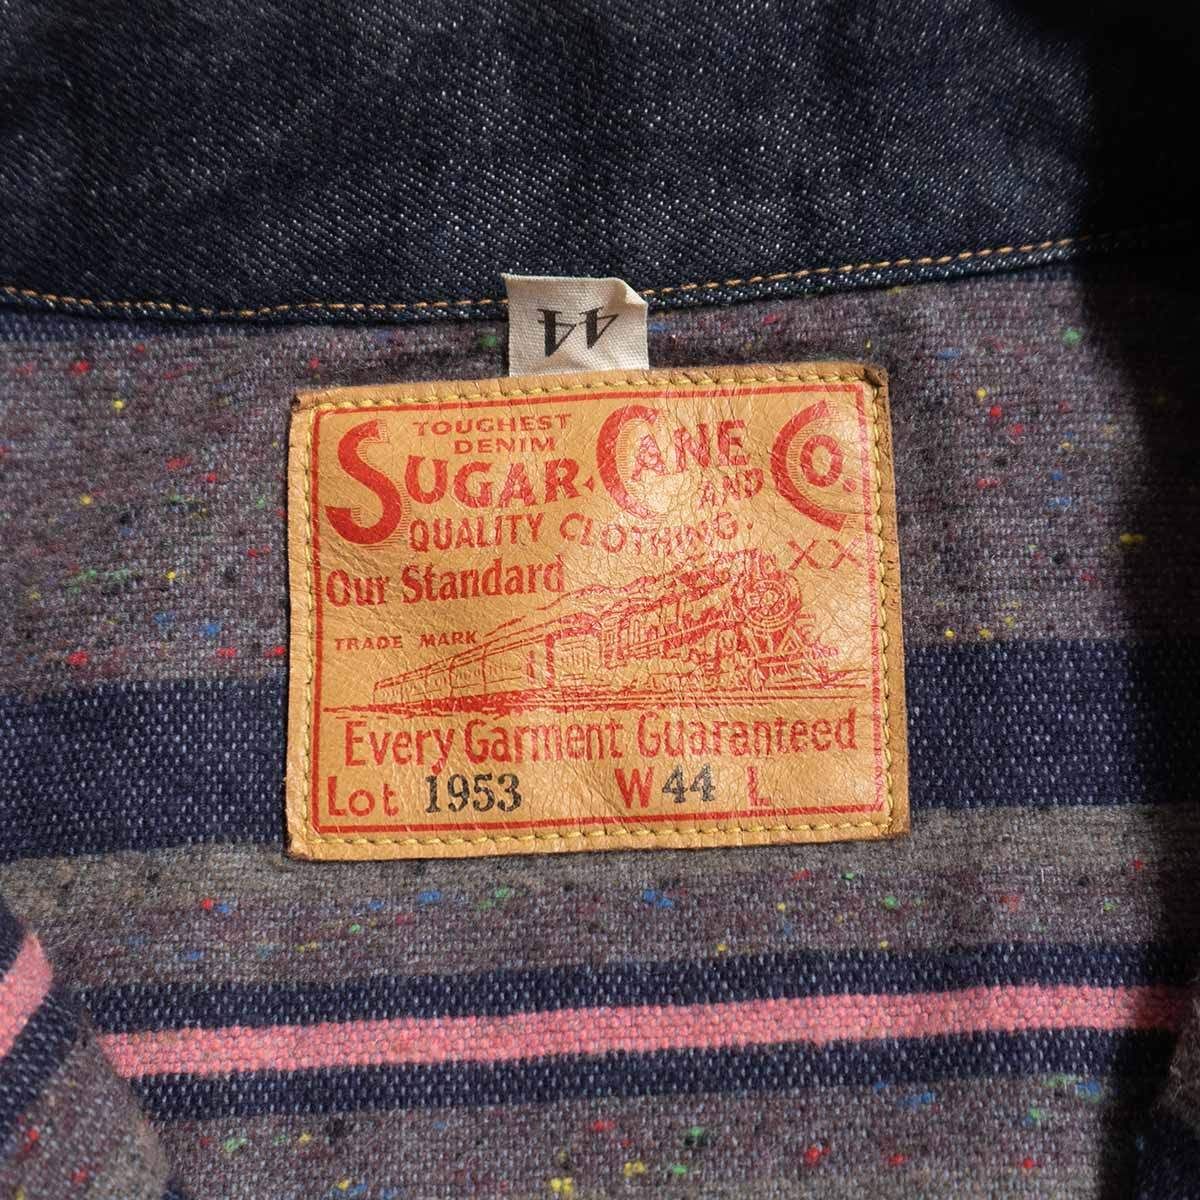 44
TOUGHEST
DENIM
SUGAR CANE CO.
AND
QUALITY CLOTHING.
XX
Our Standard
TRADE MARK
Every Garment Guaranteed
Lot 1953 W 44 L